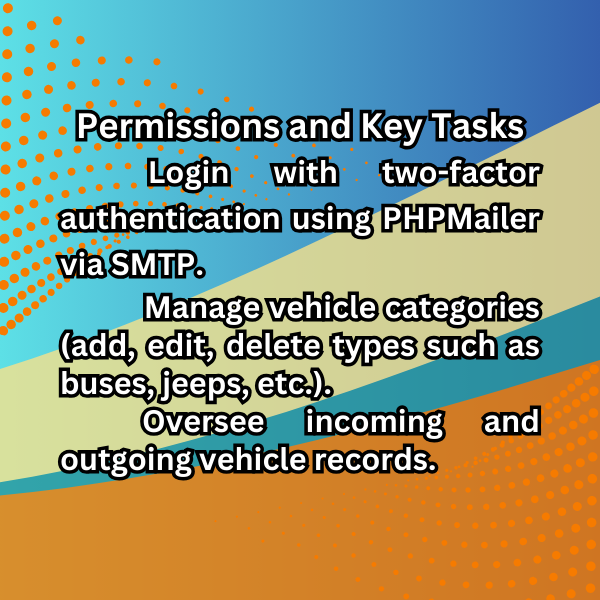 Permissions and Key Tasks
Login with two-factor
authentication using PHPMailer
via SMTP.
Manage vehicle categories
(add, edit, delete types such as
buses, jeeps, etc.).
Oversee incoming and
outgoing vehicle records.